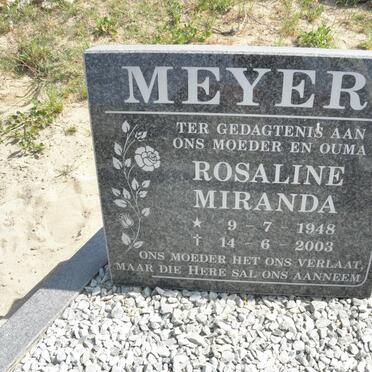 MEYER
TER GEDAGTENIS AAN
ONS MOEDER EN OUMA
ROSALINE
MIRANDA
★ 9 - 7 - 1948
✝ 14 - 6 - 2003
ONS MOEDER HET ONS VERLAAT,
MAAR DIE HERE SAL ONS AANNEEM